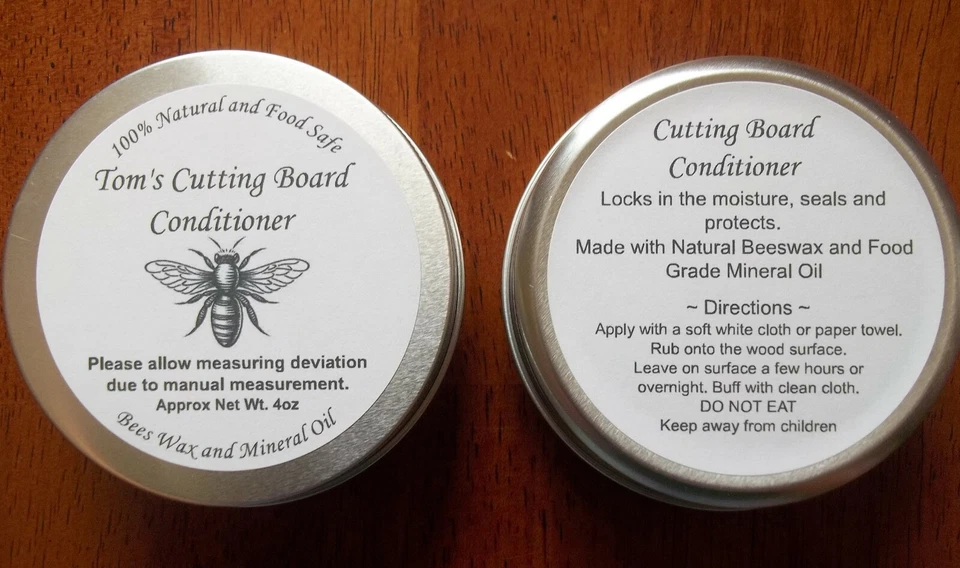 100% Natural and Food Safe
Tom's Cutting Board
Conditioner
Please allow measuring deviation
due to manual measurement.
Approx Net Wt. 4oz
Bees Wax and Mineral Oil
Cutting Board
Conditioner
Locks in the moisture, seals and
protects.
Made with Natural Beeswax and Food
Grade Mineral Oil
~ Directions ~
Apply with a soft white cloth or paper towel.
Rub onto the wood surface.
Leave on surface a few hours or
overnight. Buff with clean cloth.
DO NOT EAT
Keep away from children